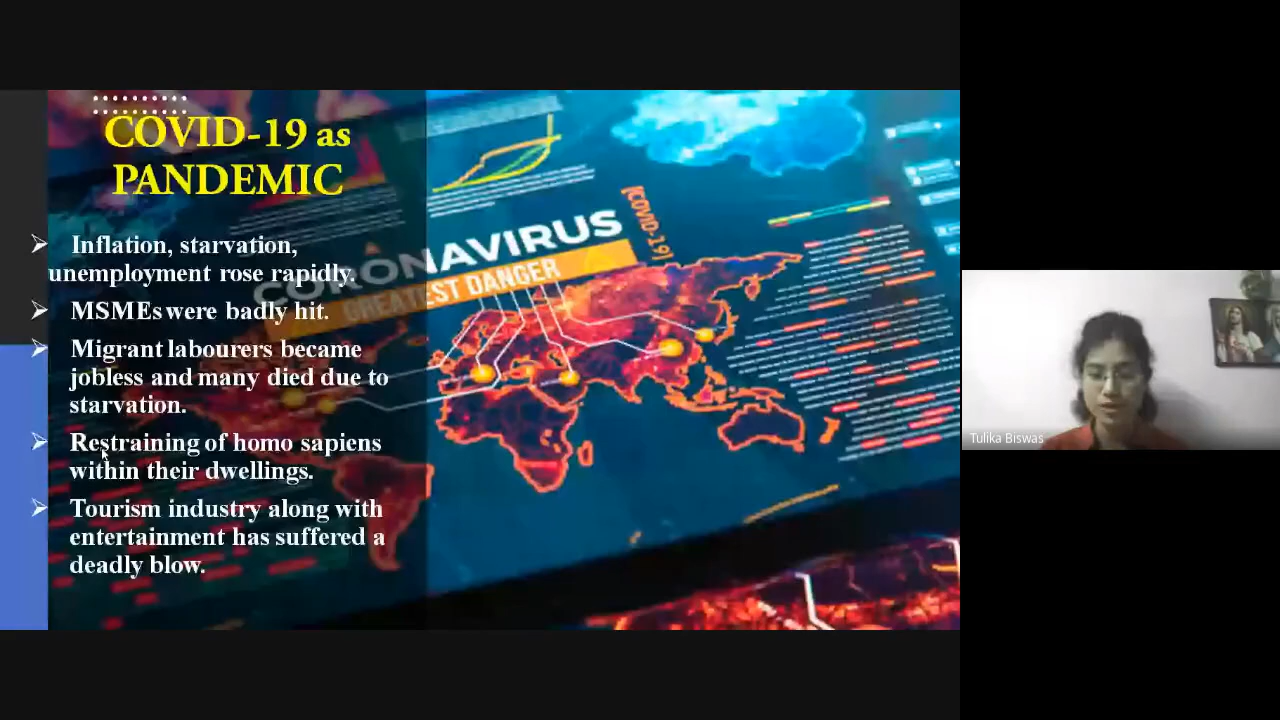 COVID-19 as
PANDEMIC
➢ Inflation, starvation,
unemployment rose rapidly.
➢ MSMEs were badly hit.
➢ Migrant labourers became
jobless and many died due to
starvation.
➢ Restraining of homo sapiens
within their dwellings.
➢ Tourism industry along with
entertainment has suffered a
deadly blow.
CORONAVIRUS
[COVID-19]
GREATEST DANGER
Tulika Biswas